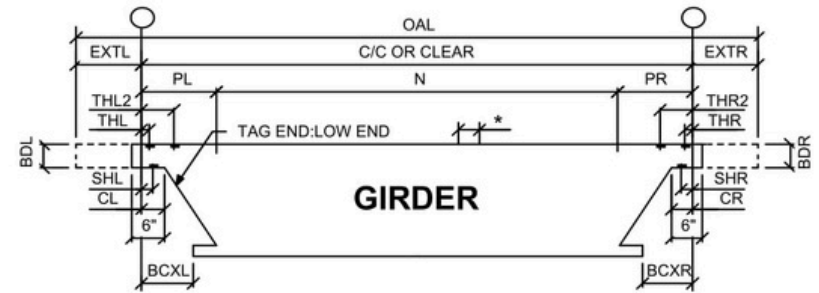 OAL
EXTL C/C OR CLEAR EXTR
PL N PR
THL2 THR2
THL TAG END:LOW END * THR
BDL BDR
SHL GIRDER SHR
CL CR
6" 6"
BCXL BCXR